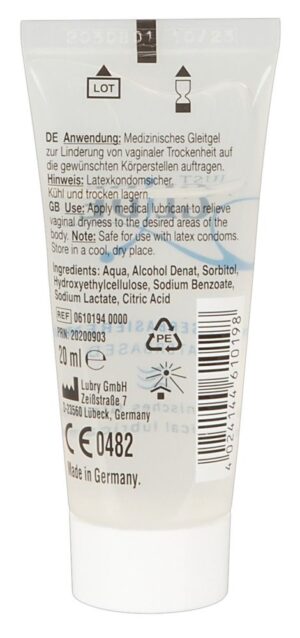 LOT
DE Anwendung: Medizinisches Gleitgel
zur Linderung von vaginaler Trockenheit auf
die gewünschten Körperstellen auftragen.
Hinweis: Latexkondomsicher.
Kühl und trocken lagern.
GB Use: Apply medical lubricant to relieve
vaginal dryness to the desired areas of the
body. Note: Safe for use with latex condoms.
Store in a cool, dry place.
Ingredients: Aqua, Alcohol Denat, Sorbitol,
Hydroxyethylcellulose, Sodium Benzoate,
Sodium Lactate, Citric Acid
REF 0610194 0000
PRN: 20200903
20 ml ℮
PE
Lubry GmbH
Zeißstraße 7
D-23560 Lübeck, Germany
CE 0482
Made in Germany.
4 024144 610198